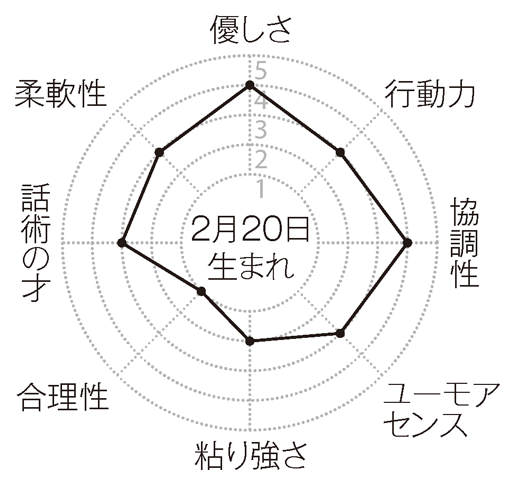 優しさ
行動力
協調性
ユーモア
センス
粘り強さ
合理性
話術の才
柔軟性
5
4
3
2
1
2月20日
生まれ